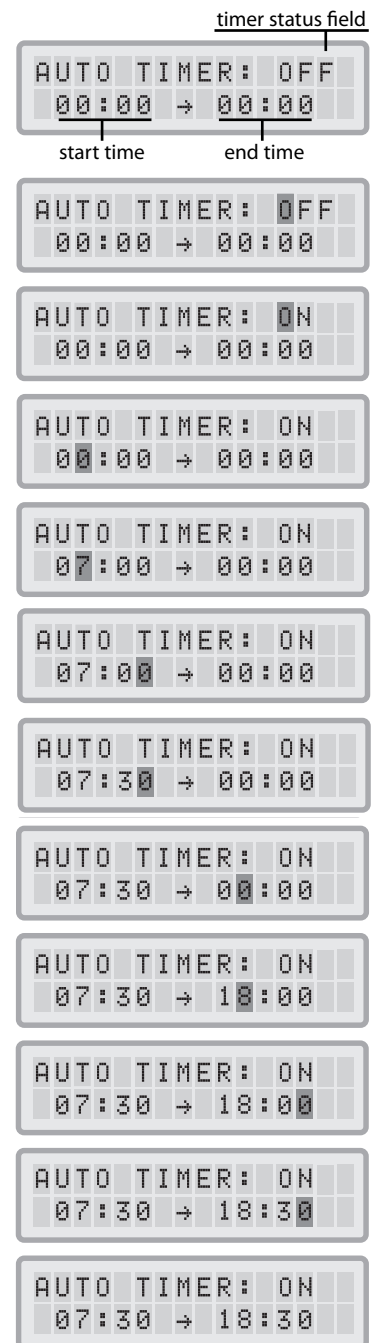 timer status field
AUTO TIMER: OFF
00:00 → 00:00
start time end time
AUTO TIMER: OFF
00:00 → 00:00
AUTO TIMER: ON
00:00 → 00:00
AUTO TIMER: ON
00:00 → 00:00
AUTO TIMER: ON
07:00 → 00:00
AUTO TIMER: ON
07:00 → 00:00
AUTO TIMER: ON
07:30 → 00:00
AUTO TIMER: ON
07:30 → 00:00
AUTO TIMER: ON
07:30 → 18:00
AUTO TIMER: ON
07:30 → 18:00
AUTO TIMER: ON
07:30 → 18:30
AUTO TIMER: ON
07:30 → 18:30